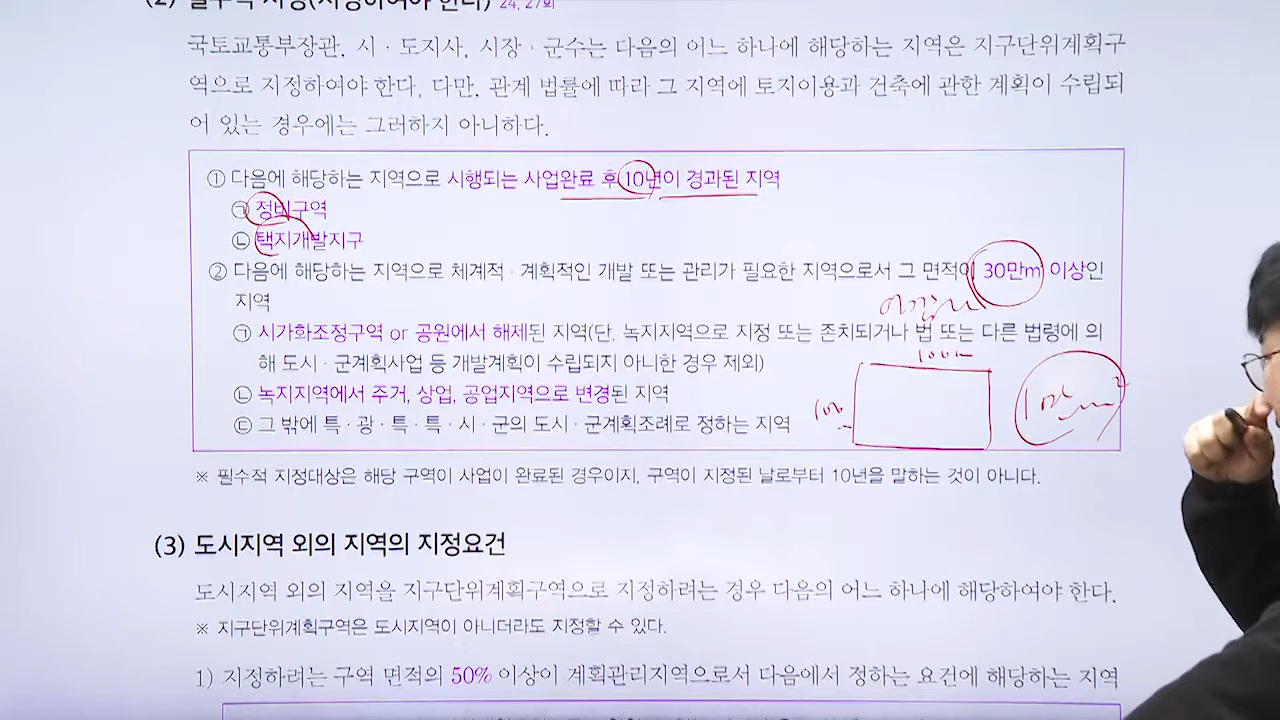 (2) 필수적 지정(지정하여야 한다) 24, 27회
국토교통부장관, 시·도지사, 시장·군수는 다음의 어느 하나에 해당하는 지역은 지구단위계획구
역으로 지정하여야 한다. 다만, 관계 법률에 따라 그 지역에 토지이용과 건축에 관한 계획이 수립되
어 있는 경우에는 그러하지 아니하다.
① 다음에 해당하는 지역으로 시행되는 사업완료 후 10년이 경과된 지역
㉠ 정비구역
㉡ 택지개발지구
② 다음에 해당하는 지역으로 체계적·계획적인 개발 또는 관리가 필요한 지역으로서 그 면적이 30만m 이상인
지역
㉠ 시가화조정구역 or 공원에서 해제된 지역(단, 녹지지역으로 지정 또는 존치되거나 법 또는 다른 법령에 의
해 도시·군계획사업 등 개발계획이 수립되지 아니한 경우 제외)
100m
㉡ 녹지지역에서 주거, 상업, 공업지역으로 변경된 지역
100
1만m²
㉢ 그 밖에 특·광·특·특·시·군의 도시·군계획조례로 정하는 지역
※ 필수적 지정대상은 해당 구역이 사업이 완료된 경우이지, 구역이 지정된 날로부터 10년을 말하는 것이 아니다.
(3) 도시지역 외의 지역의 지정요건
도시지역 외의 지역을 지구단위계획구역으로 지정하려는 경우 다음의 어느 하나에 해당하여야 한다.
※ 지구단위계획구역은 도시지역이 아니더라도 지정할 수 있다.
1) 지정하려는 구역 면적의 50% 이상이 계획관리지역으로서 다음에서 정하는 요건에 해당하는 지역